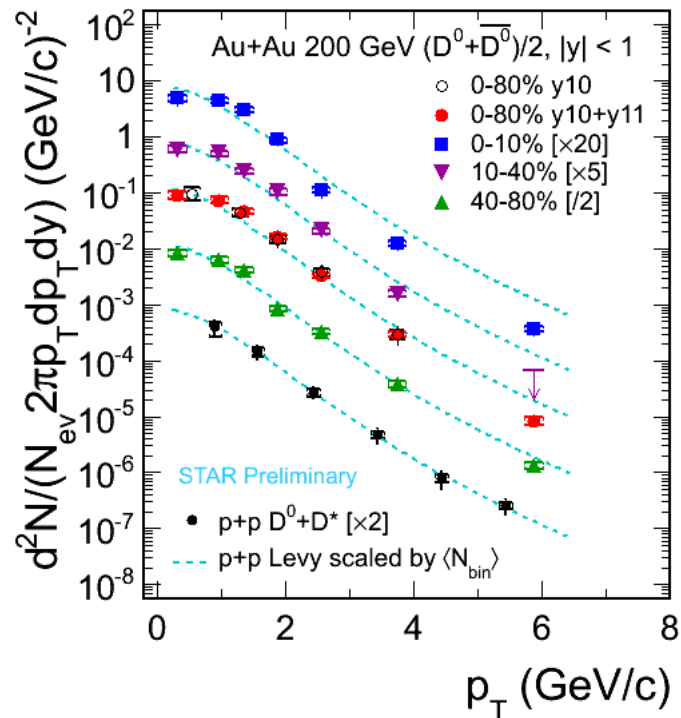 Au+Au 200 GeV (D⁰+D̅⁰)/2, |y| < 1
0-80% y10
0-80% y10+y11
0-10% [×20]
10-40% [×5]
40-80% [/2]
STAR Preliminary
p+p D⁰+D* [×2]
p+p Levy scaled by ⟨N_bin⟩
d²N/(N_ev 2πp_T dp_T dy) (GeV/c)⁻²
10²
10
1
10⁻¹
10⁻²
10⁻³
10⁻⁴
10⁻⁵
10⁻⁶
10⁻⁷
10⁻⁸
0 2 4 6 8
p_T (GeV/c)